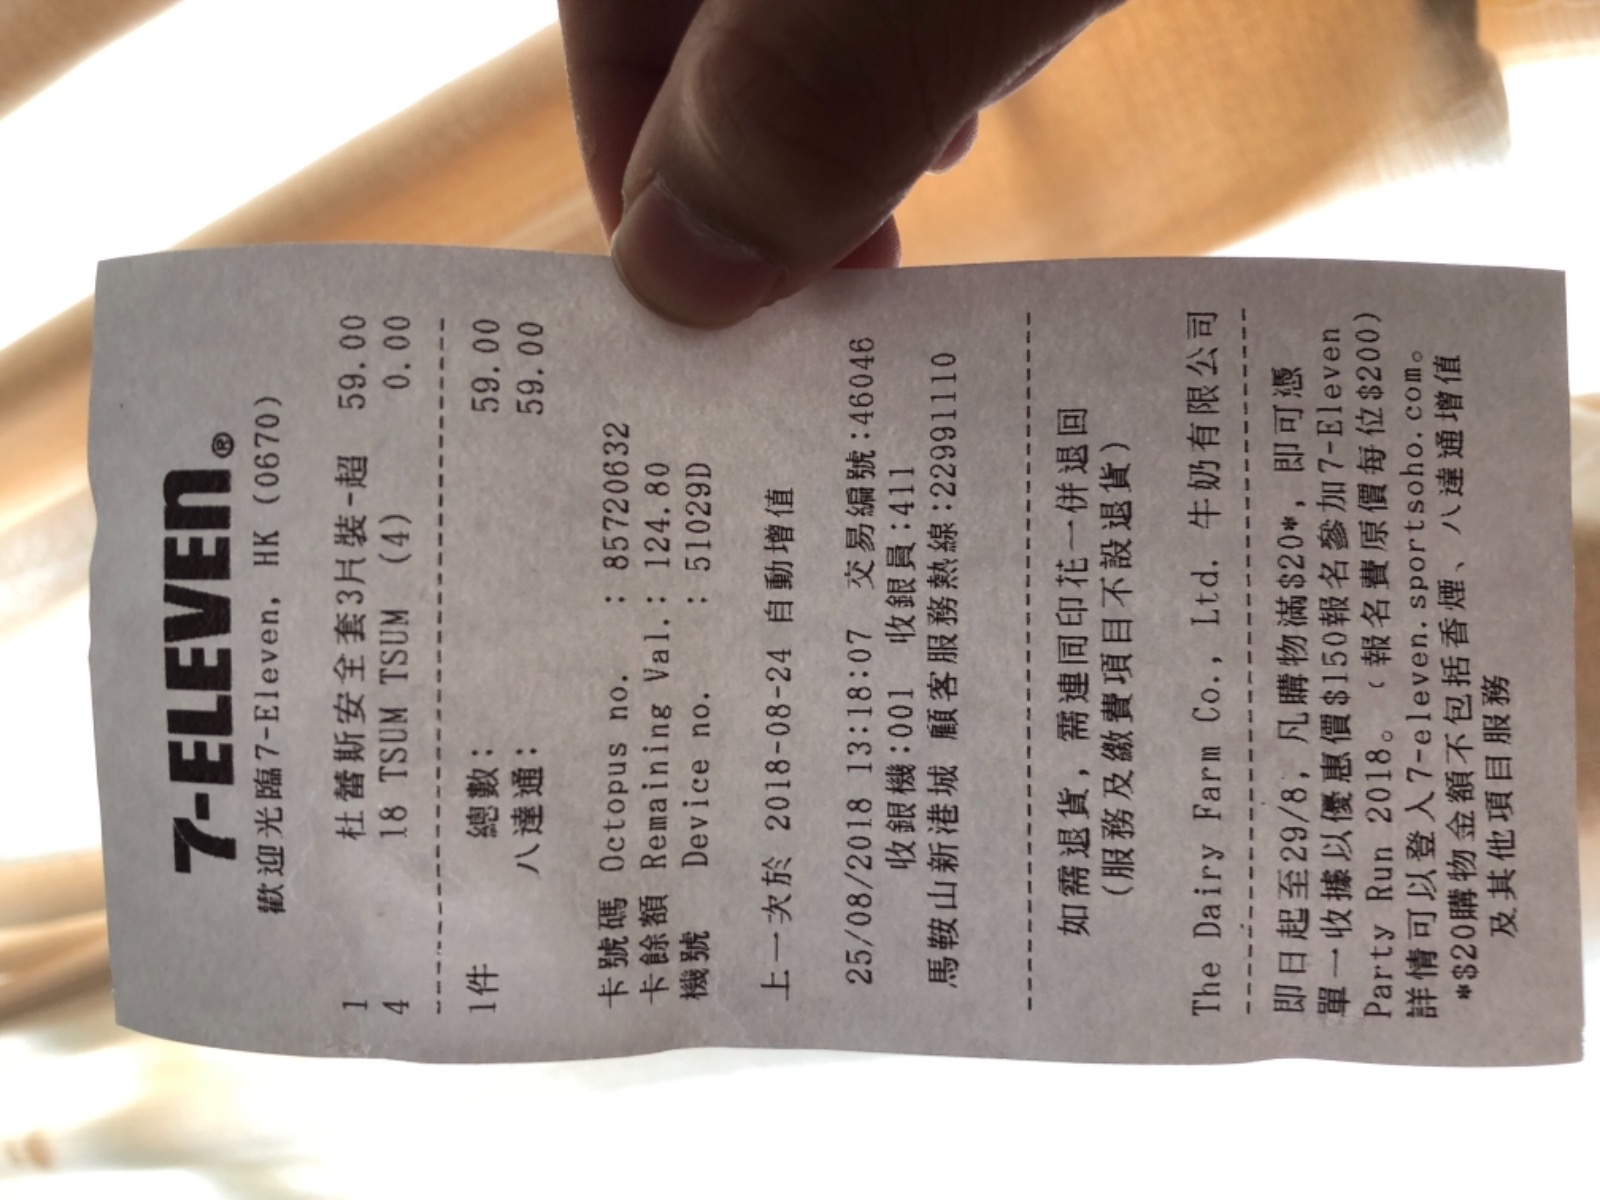 7-ELEVEN®
歡迎光臨7-Eleven, HK (0670)
1 杜蕾斯安全套3片裝-超 59.00
4 18 TSUM TSUM (4) 0.00
1件 總數: 59.00
八達通: 59.00
卡號碼 Octopus no. : 85720632
卡餘額 Remaining Val.: 124.80
機號 Device no. : 51029D
上一次於 2018-08-24 自動增值
25/08/2018 13:18:07 交易編號:46046
收銀機:001 收銀員:411
馬鞍山新港城 顧客服務熱線:22991110
如需退貨, 需連同印花一併退回
(服務及繳費項目不設退貨)
The Dairy Farm Co., Ltd. 牛奶有限公司
即日起至29/8, 凡購物滿$20*, 即可憑
單一收據以優惠價$150報名參加7-Eleven
Party Run 2018。(報名費原價每位$200)
詳情可以登入7-eleven.sportsoho.com。
*$20購物金額不包括香煙、八達通增值
及其他項目服務